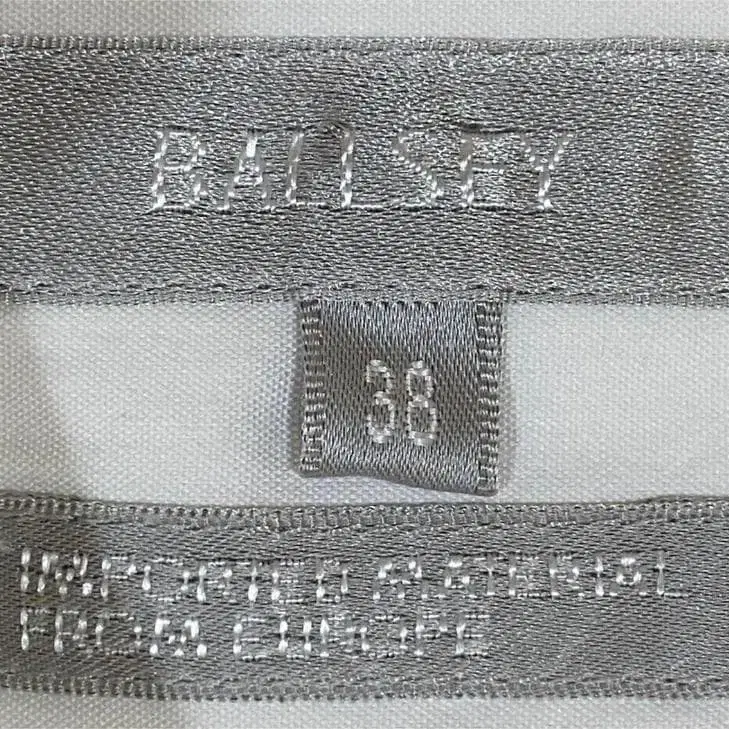 BALLSEY
38
IMPORTED MATERIAL
FROM EUROPE